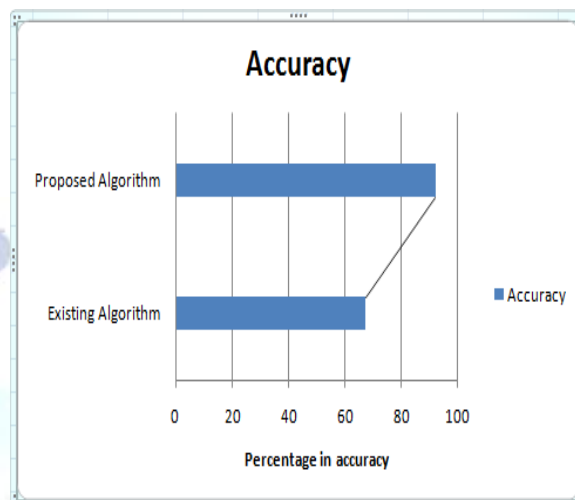 Accuracy
Proposed Algorithm
Existing Algorithm
Accuracy
0 20 40 60 80 100
Percentage in accuracy